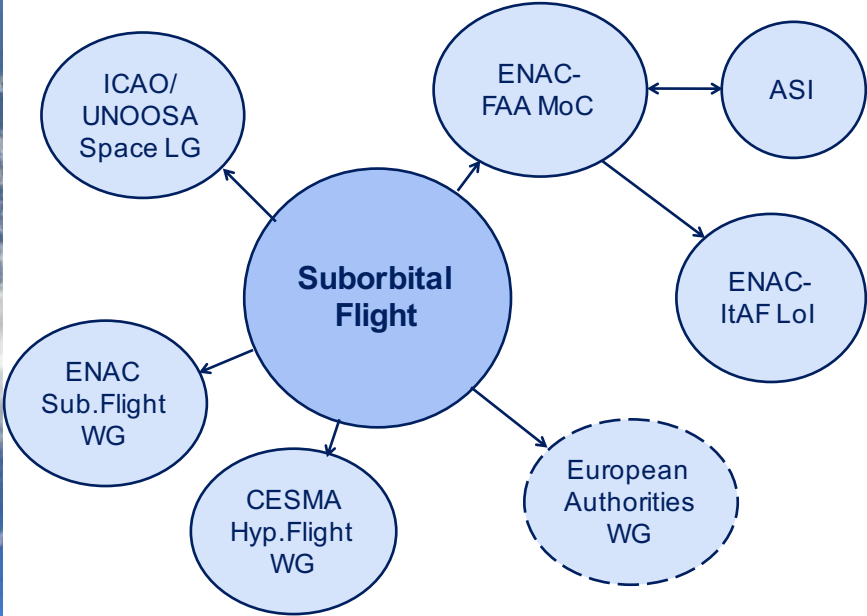 ICAO/
UNOOSA
Space LG
ENAC-
FAA MoC
ASI
Suborbital
Flight
ENAC-
ItAF LoI
ENAC
Sub.Flight
WG
CESMA
Hyp.Flight
WG
European
Authorities
WG